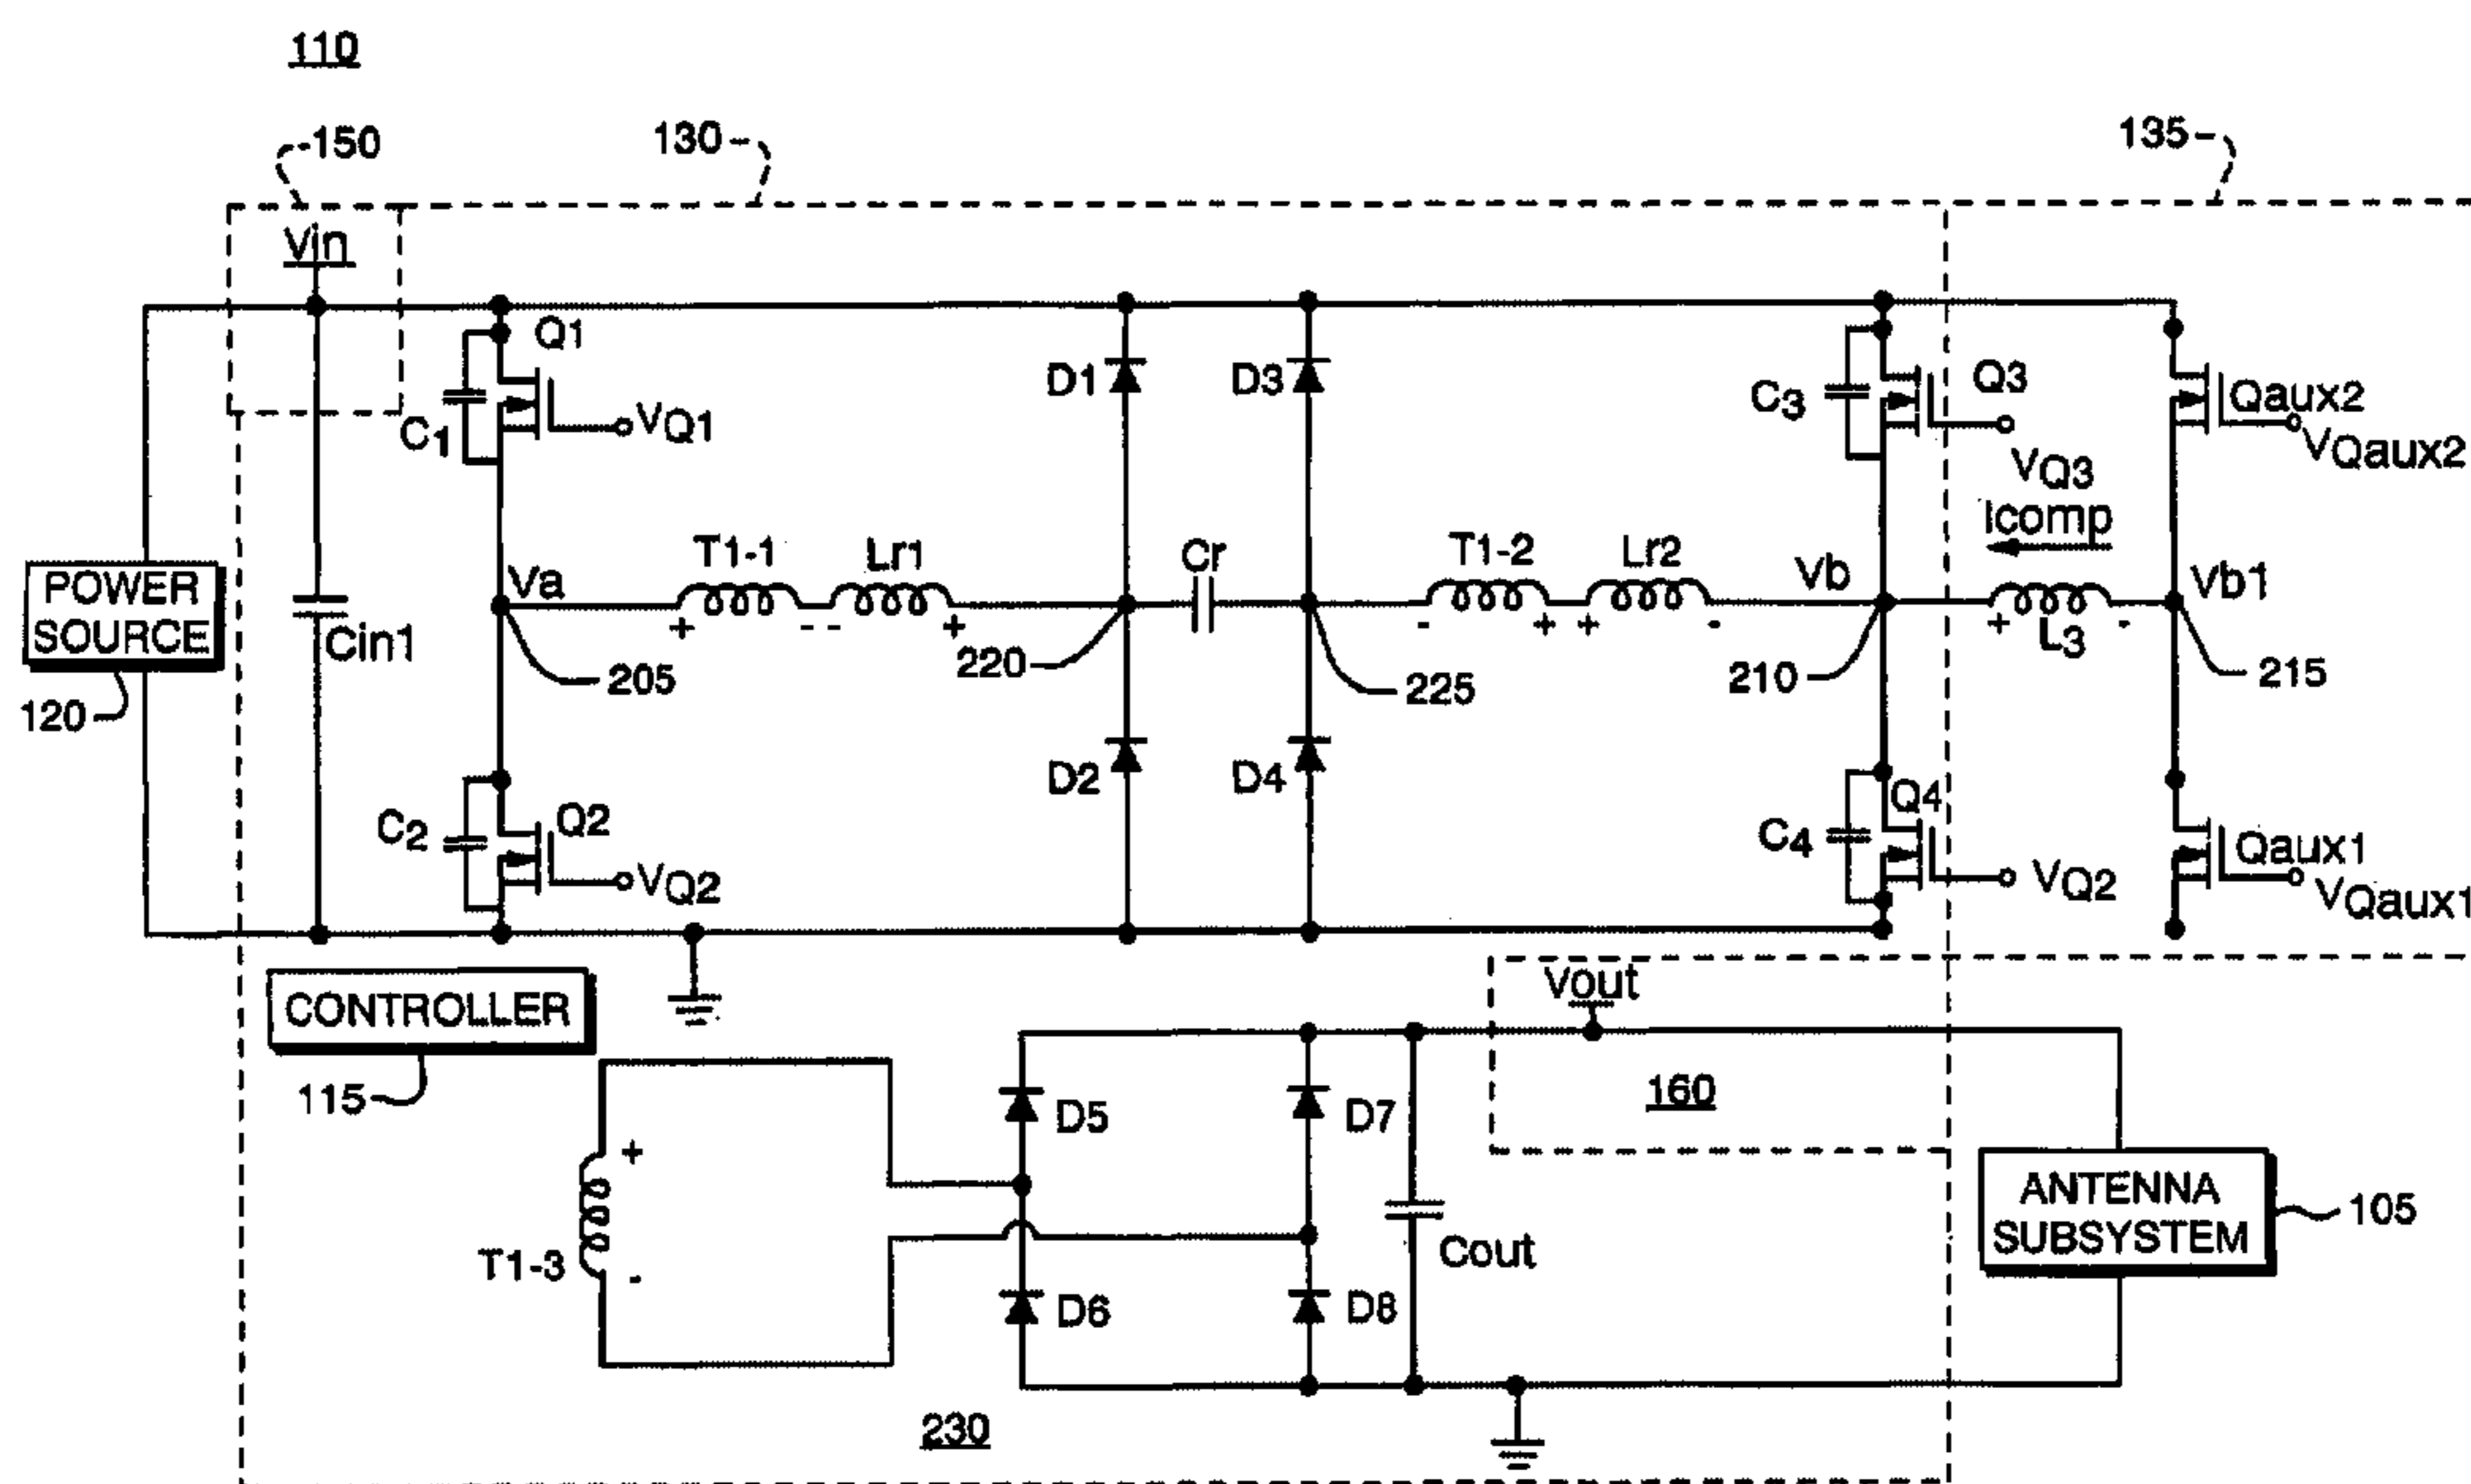 110
150
130
135
Vin
Q1
C1
VQ1
D1
D3
C3
Q3
VQ3
Icomp
Qaux2
VQaux2
POWER
SOURCE
120
Cin1
Va
T1-1
Lr1
+ - - +
205
220
Cr
225
T1-2
Lr2
- + + -
Vb
210
L3
+ -
Vb1
215
C2
Q2
VQ2
D2
D4
C4
Q4
VQ2
Qaux1
VQaux1
CONTROLLER
115
Vout
160
T1-3
+
-
D5
D7
D6
D8
Cout
ANTENNA
SUBSYSTEM
105
230